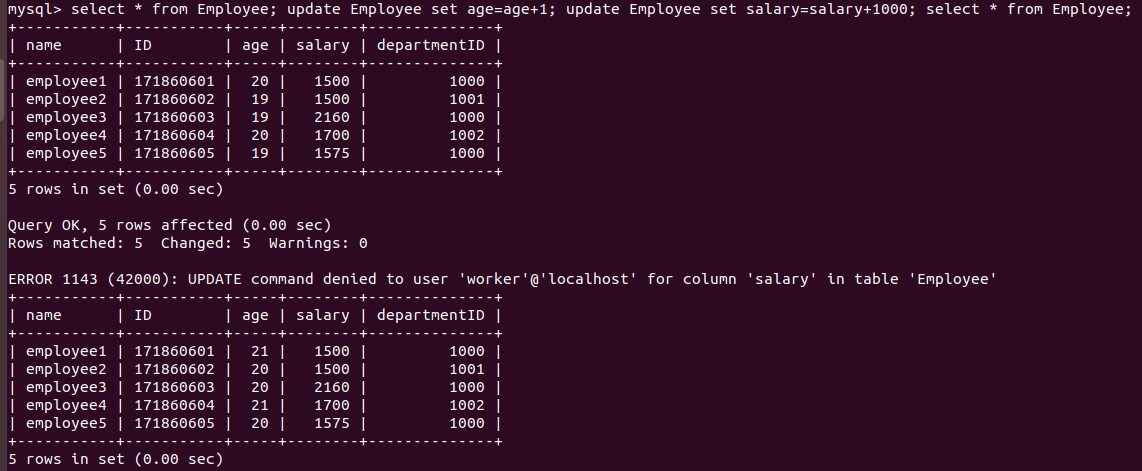 mysql> select * from Employee; update Employee set age=age+1; update Employee set salary=salary+1000; select * from Employee;
+-----------+-----------+-----+--------+--------------+
| name      | ID        | age | salary | departmentID |
+-----------+-----------+-----+--------+--------------+
| employee1 | 171860601 |  20 |   1500 |         1000 |
| employee2 | 171860602 |  19 |   1500 |         1001 |
| employee3 | 171860603 |  19 |   2160 |         1000 |
| employee4 | 171860604 |  20 |   1700 |         1002 |
| employee5 | 171860605 |  19 |   1575 |         1000 |
+-----------+-----------+-----+--------+--------------+
5 rows in set (0.00 sec)

Query OK, 5 rows affected (0.00 sec)
Rows matched: 5  Changed: 5  Warnings: 0

ERROR 1143 (42000): UPDATE command denied to user 'worker'@'localhost' for column 'salary' in table 'Employee'
+-----------+-----------+-----+--------+--------------+
| name      | ID        | age | salary | departmentID |
+-----------+-----------+-----+--------+--------------+
| employee1 | 171860601 |  21 |   1500 |         1000 |
| employee2 | 171860602 |  20 |   1500 |         1001 |
| employee3 | 171860603 |  20 |   2160 |         1000 |
| employee4 | 171860604 |  21 |   1700 |         1002 |
| employee5 | 171860605 |  20 |   1575 |         1000 |
+-----------+-----------+-----+--------+--------------+
5 rows in set (0.00 sec)